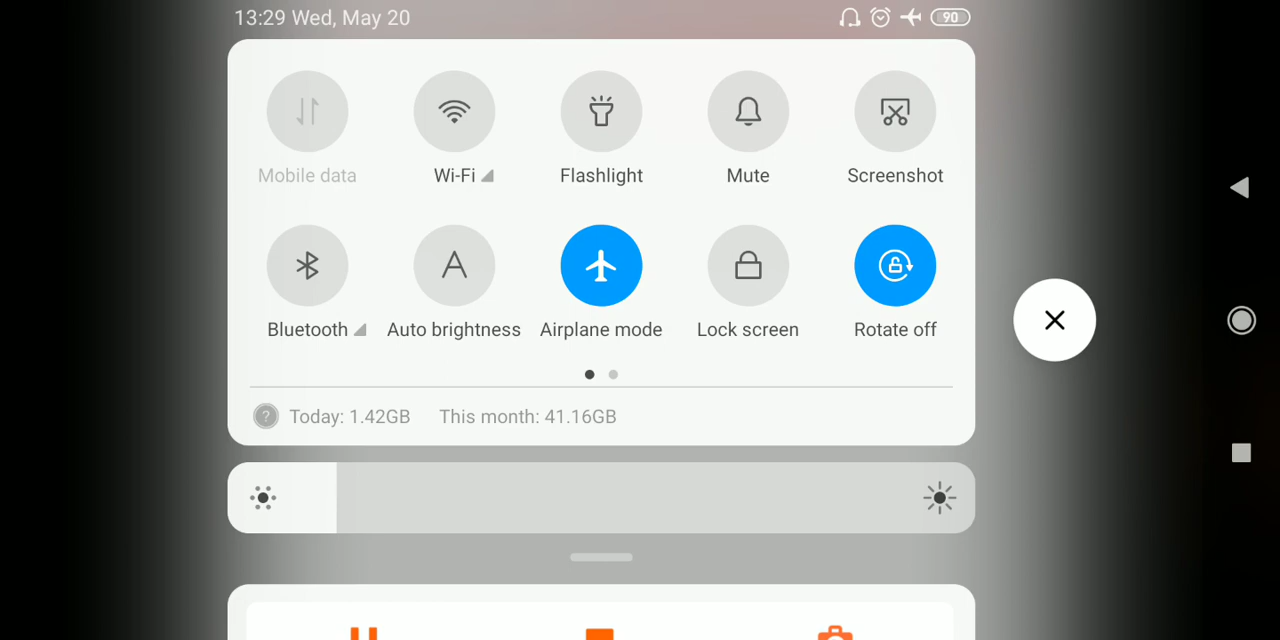 13:29 Wed, May 20 90
Mobile data Wi-Fi Flashlight Mute Screenshot
A
Bluetooth Auto brightness Airplane mode Lock screen Rotate off
? Today: 1.42GB This month: 41.16GB